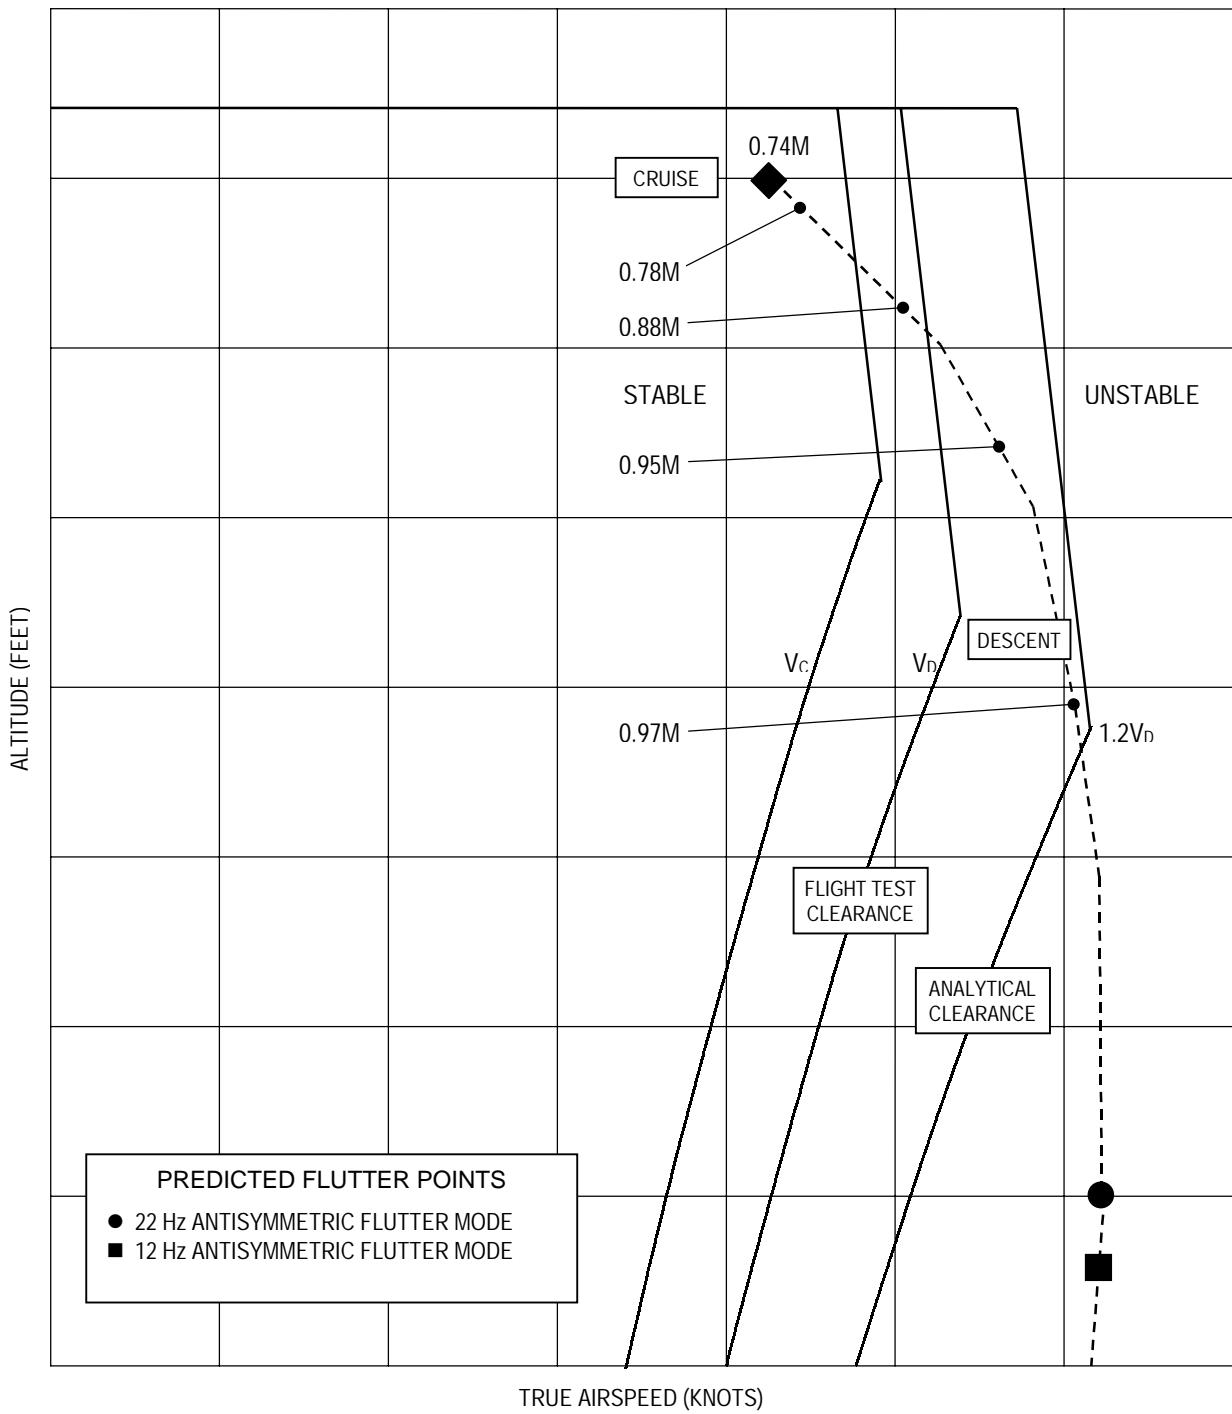 0.74M
CRUISE
0.78M
0.88M
STABLE
UNSTABLE
0.95M
DESCENT
VC
VD
0.97M
1.2VD
ALTITUDE (FEET)
FLIGHT TEST
CLEARANCE
ANALYTICAL
CLEARANCE
PREDICTED FLUTTER POINTS
22 Hz ANTISYMMETRIC FLUTTER MODE
12 Hz ANTISYMMETRIC FLUTTER MODE
TRUE AIRSPEED (KNOTS)